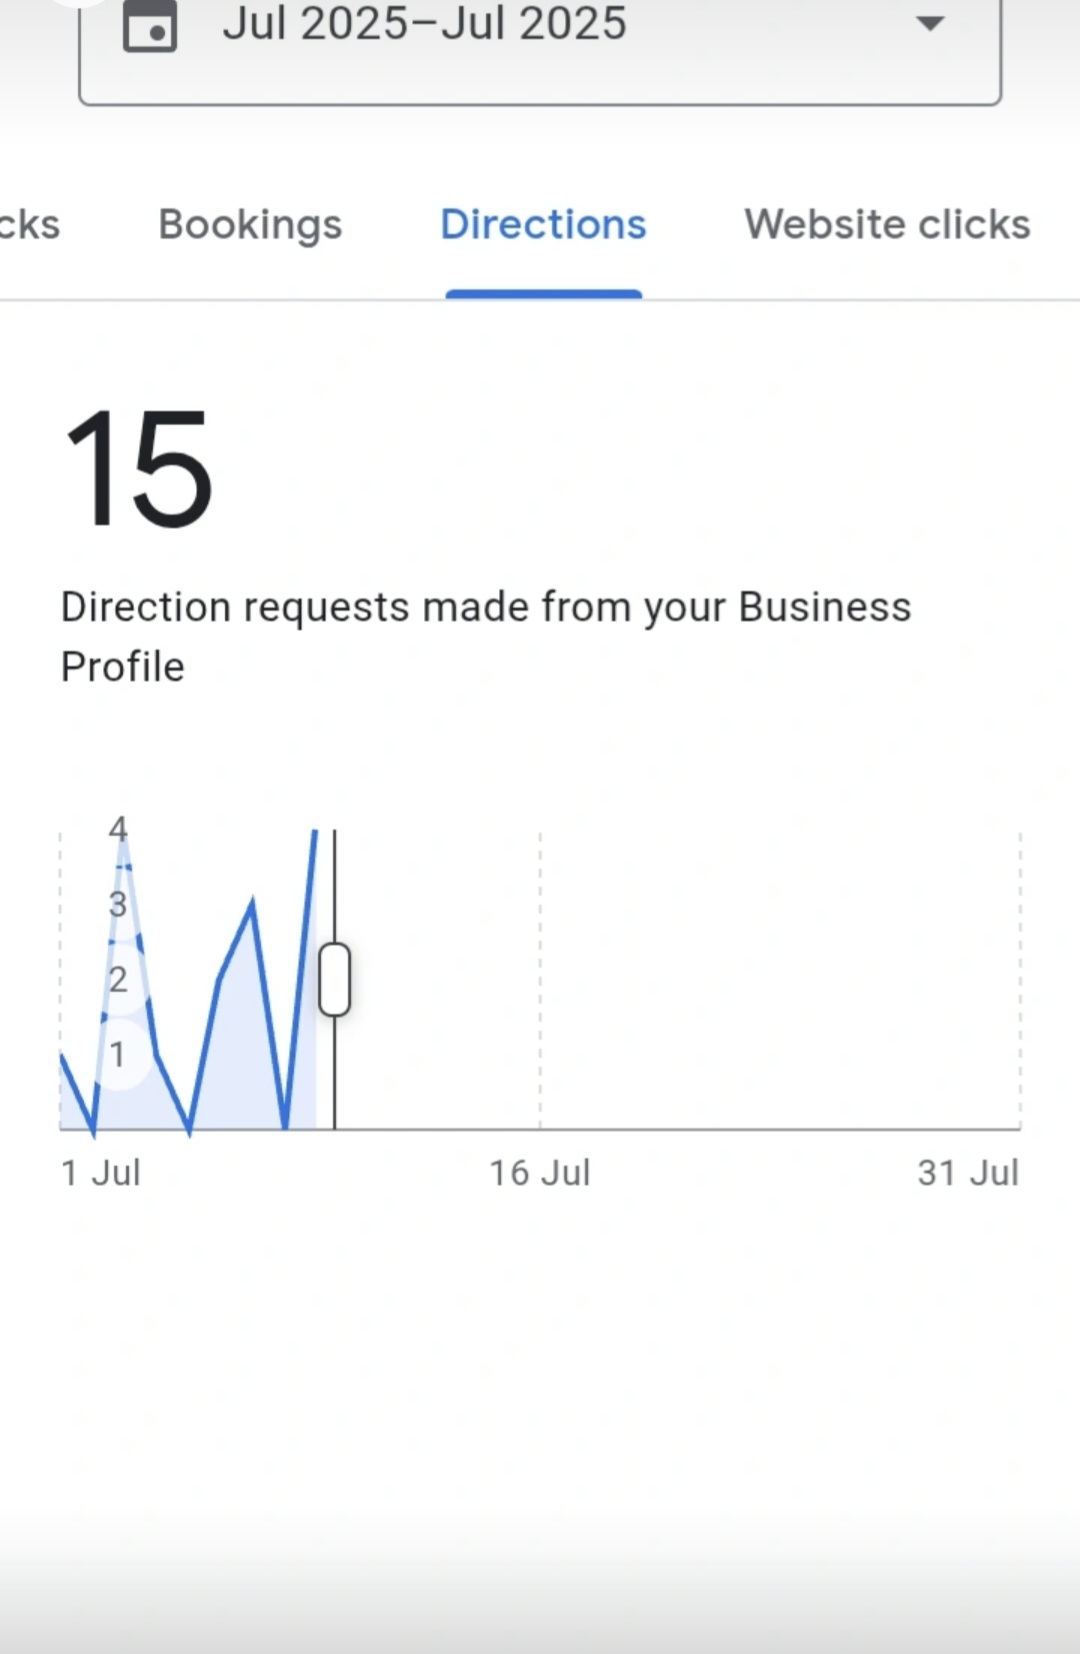 Jul 2025–Jul 2025
cks
Bookings
Directions
Website clicks
15
Direction requests made from your Business
Profile
4
3
2
1
1 Jul
16 Jul
31 Jul